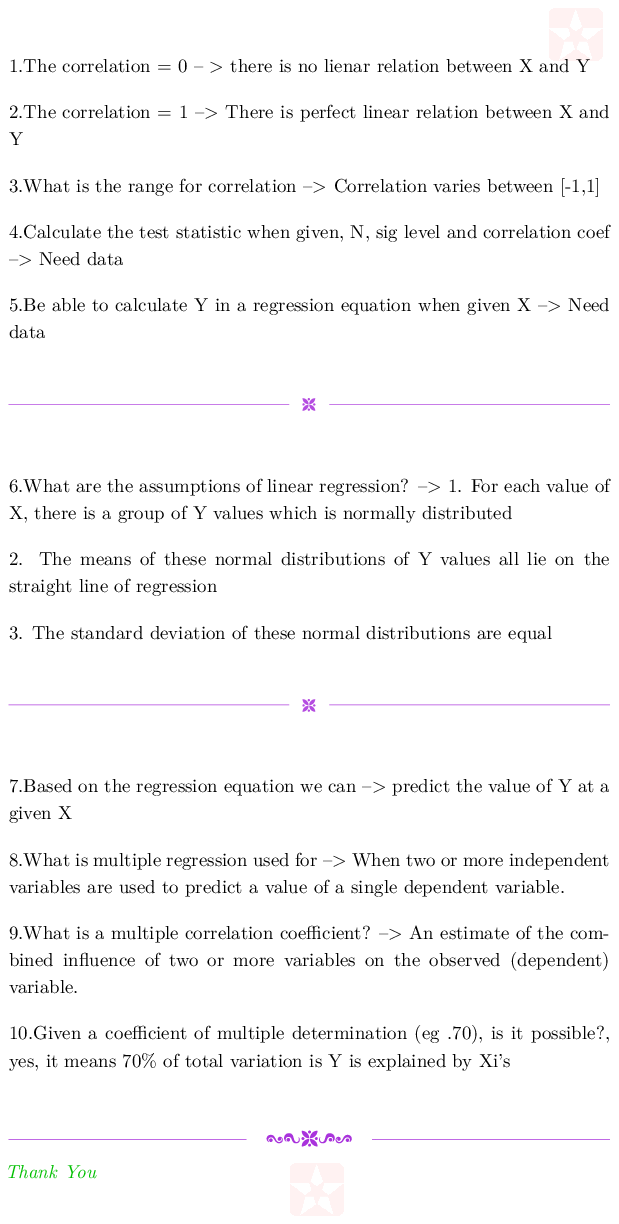 1.The correlation = 0 – > there is no lienar relation between X and Y
2.The correlation = 1 –> There is perfect linear relation between X and
Y
3.What is the range for correlation –> Correlation varies between [-1,1]
4.Calculate the test statistic when given, N, sig level and correlation coef
–> Need data
5.Be able to calculate Y in a regression equation when given X –> Need
data
6.What are the assumptions of linear regression? –> 1. For each value of
X, there is a group of Y values which is normally distributed
2. The means of these normal distributions of Y values all lie on the
straight line of regression
3. The standard deviation of these normal distributions are equal
7.Based on the regression equation we can –> predict the value of Y at a
given X
8.What is multiple regression used for –> When two or more independent
variables are used to predict a value of a single dependent variable.
9.What is a multiple correlation coefficient? –> An estimate of the com-
bined influence of two or more variables on the observed (dependent)
variable.
10.Given a coefficient of multiple determination (eg .70), is it possible?,
yes, it means 70% of total variation is Y is explained by Xi's
Thank You